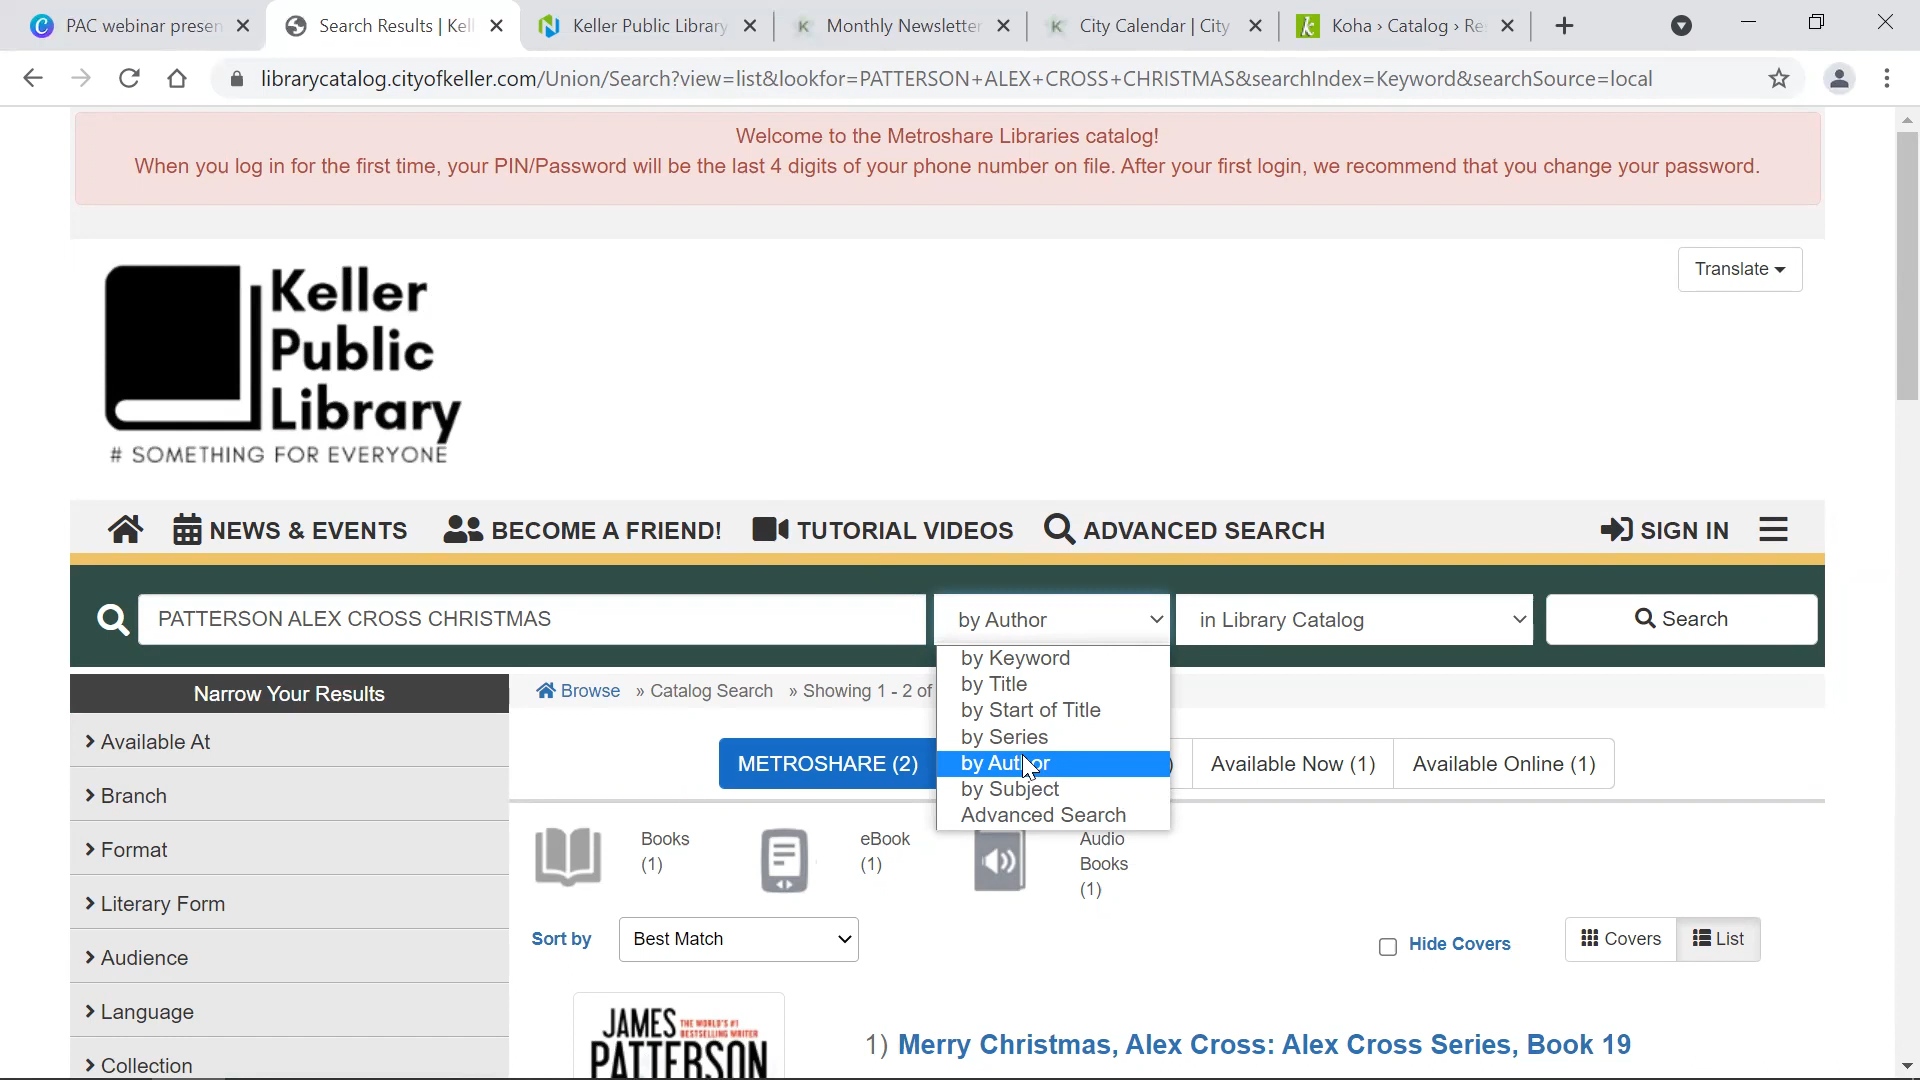 PAC webinar presen
Search Results | Kell
Keller Public Library
Monthly Newsletter
City Calendar | City
Koha › Catalog › Re
librarycatalog.cityofkeller.com/Union/Search?view=list&lookfor=PATTERSON+ALEX+CROSS+CHRISTMAS&searchIndex=Keyword&searchSource=local
Welcome to the Metroshare Libraries catalog!
When you log in for the first time, your PIN/Password will be the last 4 digits of your phone number on file. After your first login, we recommend that you change your password.
Translate
Keller
Public
Library
# SOMETHING FOR EVERYONE
NEWS & EVENTS BECOME A FRIEND! TUTORIAL VIDEOS ADVANCED SEARCH SIGN IN
PATTERSON ALEX CROSS CHRISTMAS by Author in Library Catalog Search
by Keyword
by Title
by Start of Title
by Series
by Author
by Subject
Advanced Search
Narrow Your Results
Available At
Branch
Format
Literary Form
Audience
Language
Collection
Browse » Catalog Search » Showing 1 - 2 of
METROSHARE (2) ) Available Now (1) Available Online (1)
Books
(1)
eBook
(1)
Audio
Books
(1)
Sort by Best Match Hide Covers Covers List
JAMES THE WORLD'S #1
BESTSELLING WRITER
PATTERSON
1) Merry Christmas, Alex Cross: Alex Cross Series, Book 19